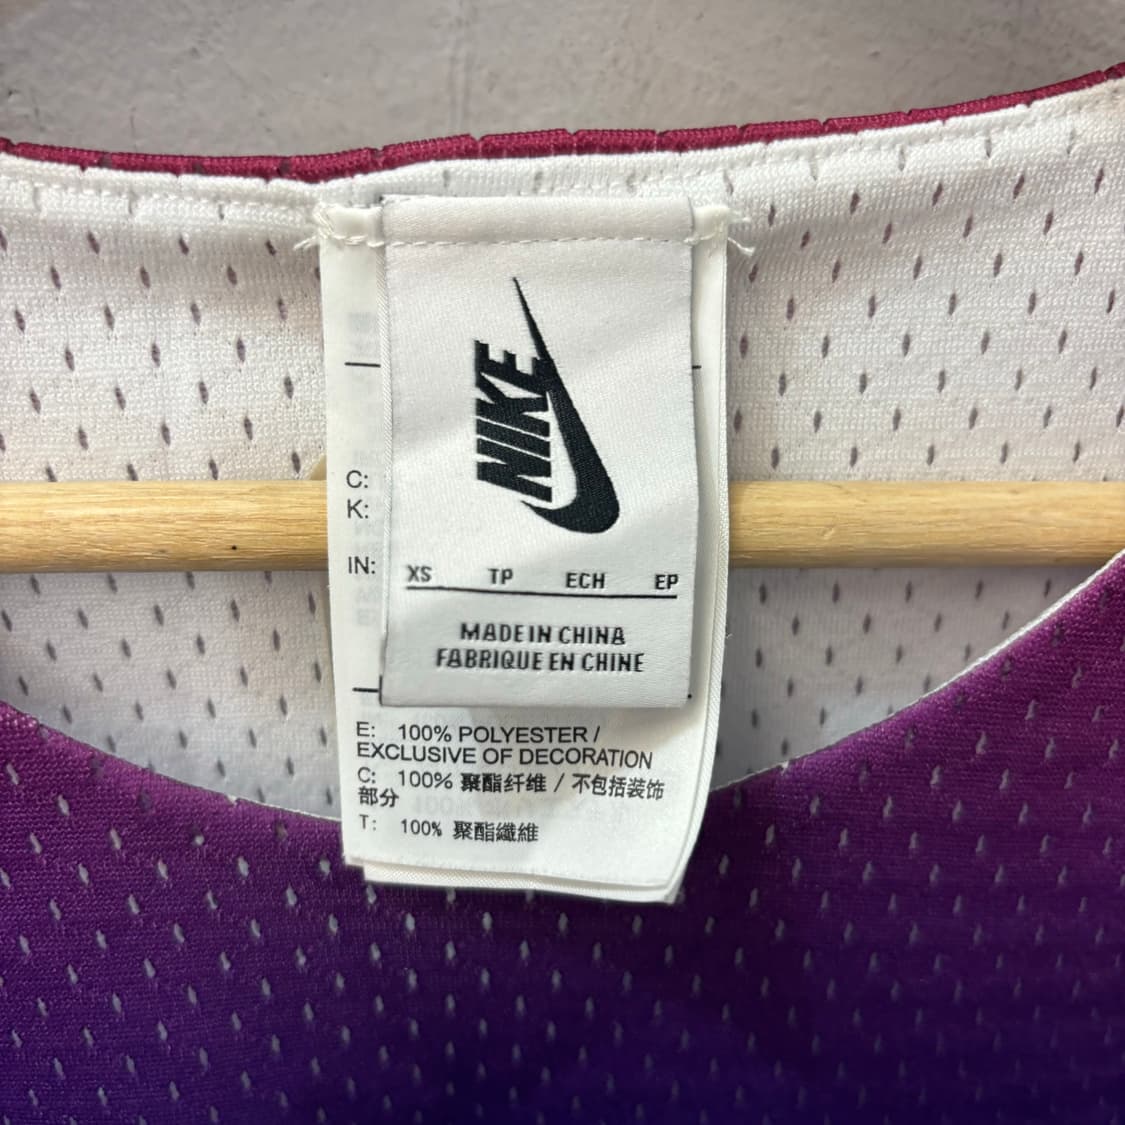 NIKE
C:
K:
IN:
XS TP ECH EP
MADE IN CHINA
FABRIQUE EN CHINE
E: 100% POLYESTER /
EXCLUSIVE OF DECORATION
C: 100% 聚酯纤维 / 不包括装饰
部分
T: 100% 聚酯纖維